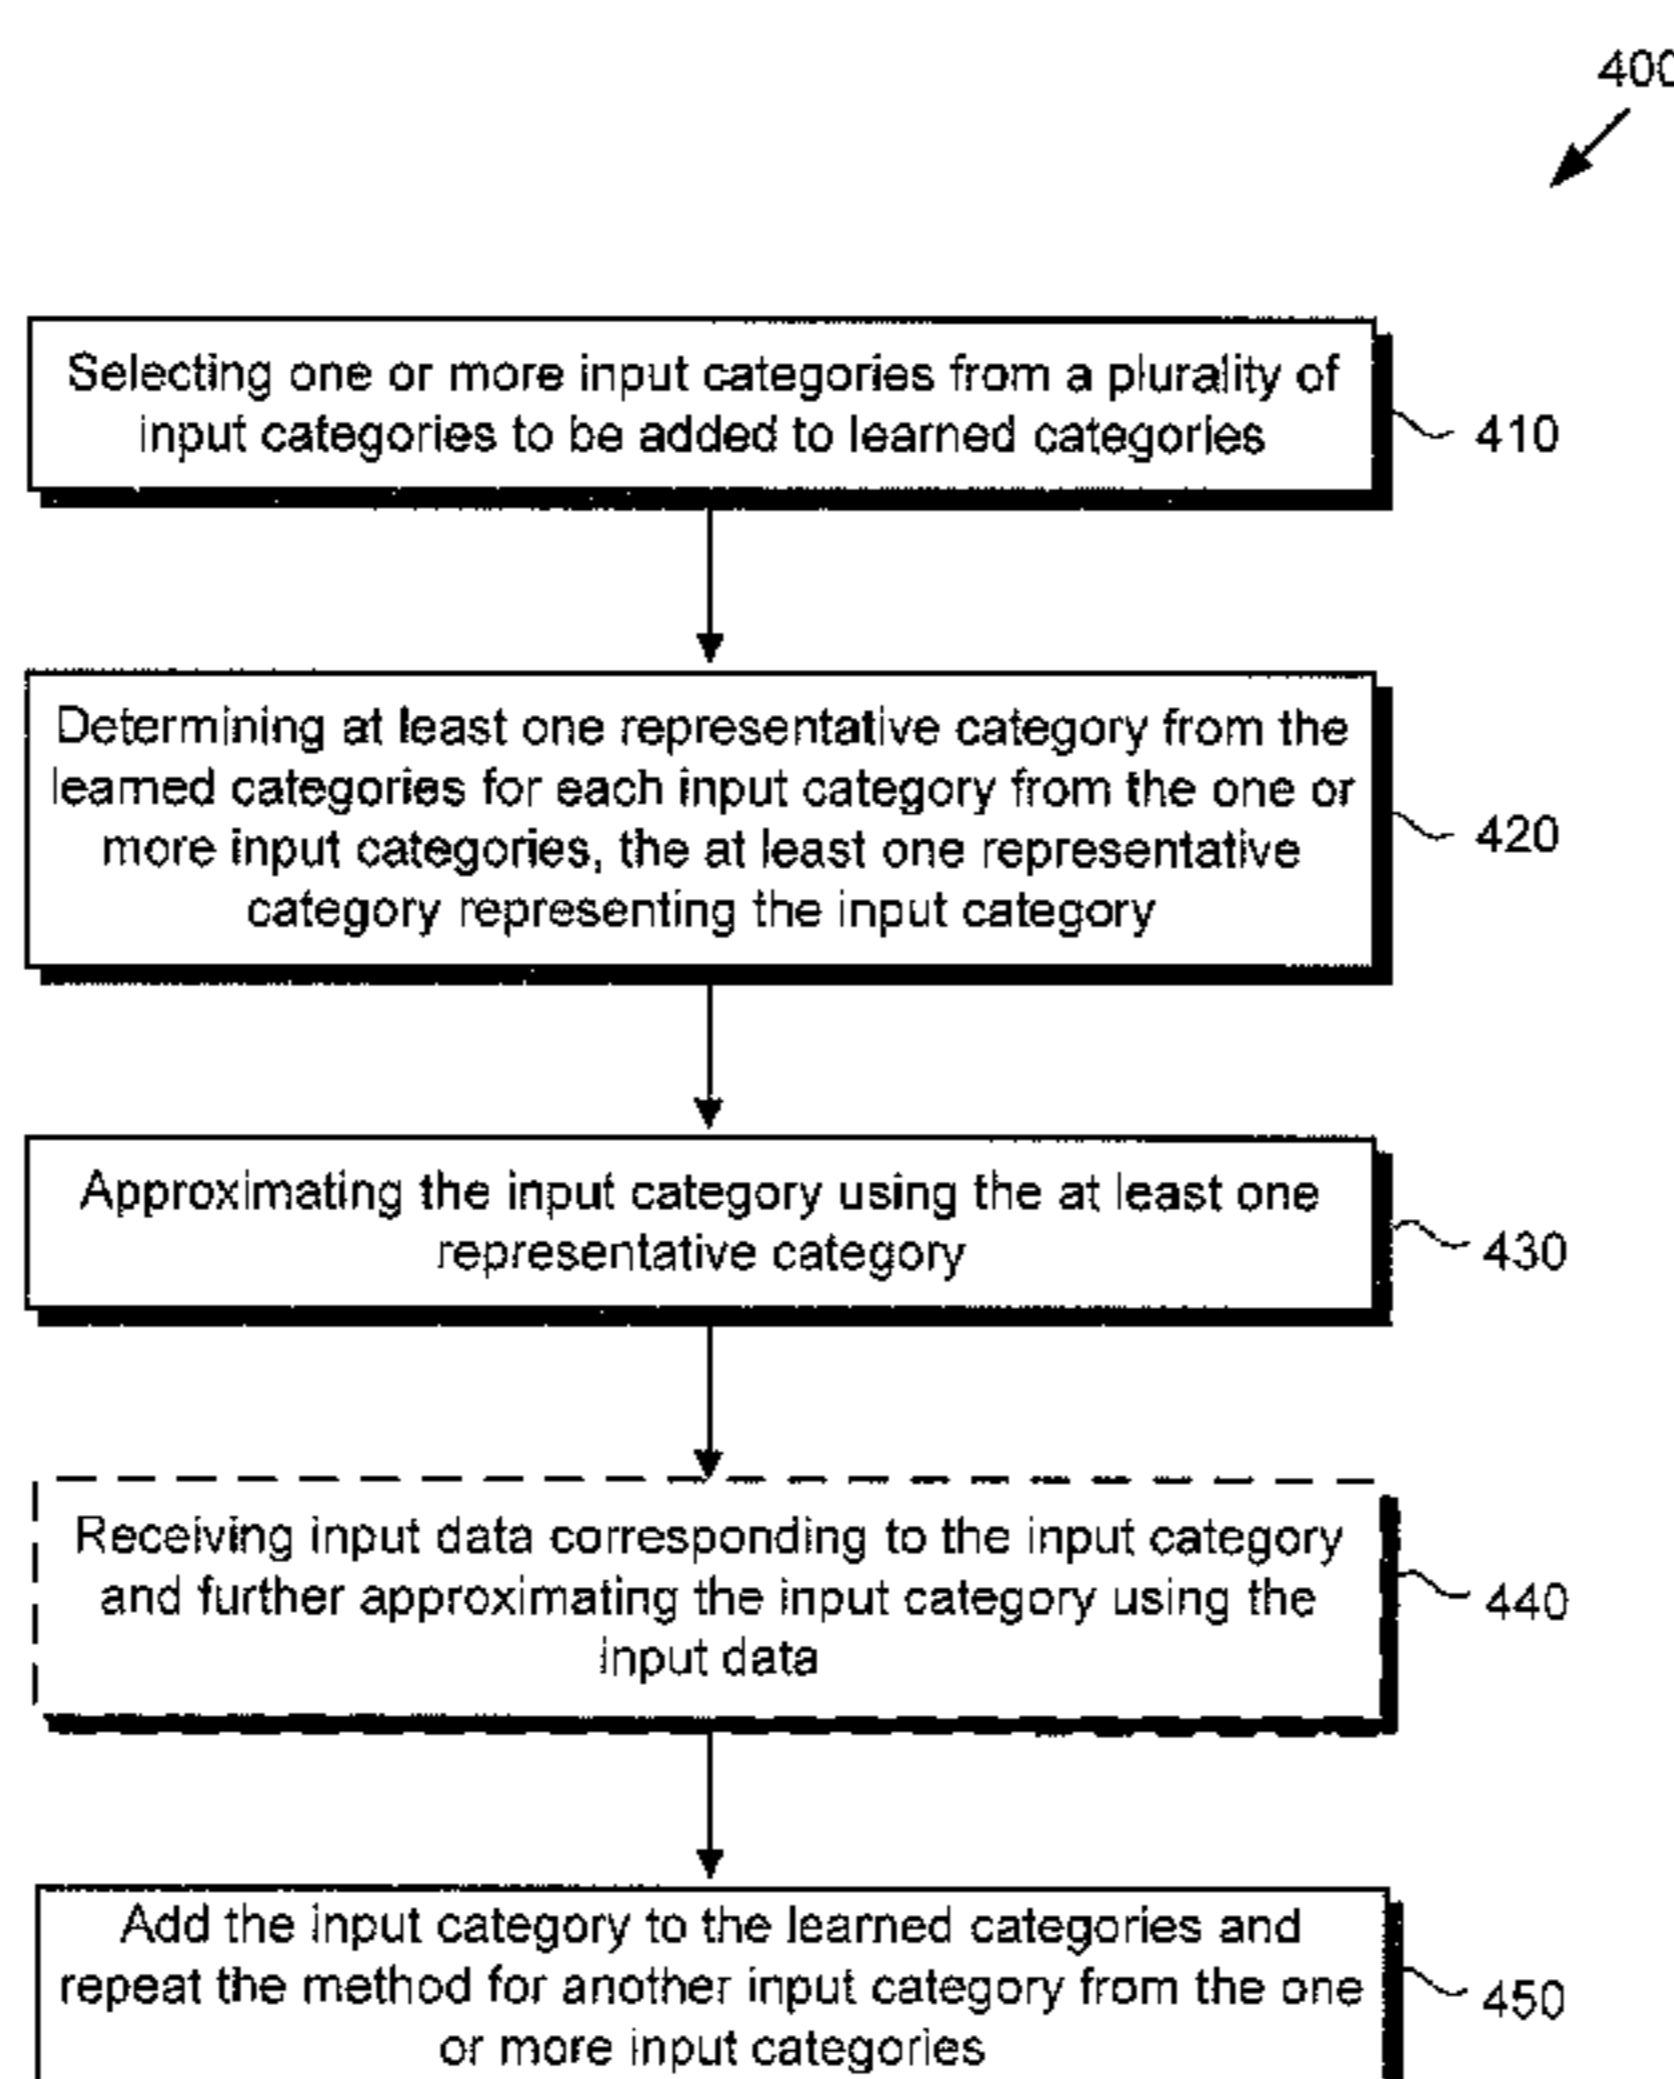 400
Selecting one or more input categories from a plurality of
input categories to be added to learned categories
410
Determining at least one representative category from the
learned categories for each input category from the one or
more input categories, the at least one representative
category representing the input category
420
Approximating the input category using the at least one
representative category
430
Receiving input data corresponding to the input category
and further approximating the input category using the
input data
440
Add the input category to the learned categories and
repeat the method for another input category from the one
or more input categories
450